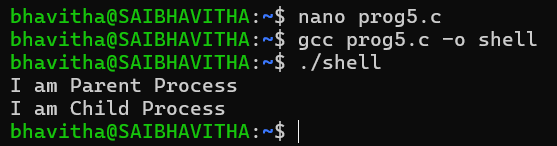 bhavitha@SAIBHAVITHA:~$ nano prog5.c
bhavitha@SAIBHAVITHA:~$ gcc prog5.c -o shell
bhavitha@SAIBHAVITHA:~$ ./shell
I am Parent Process
I am Child Process
bhavitha@SAIBHAVITHA:~$